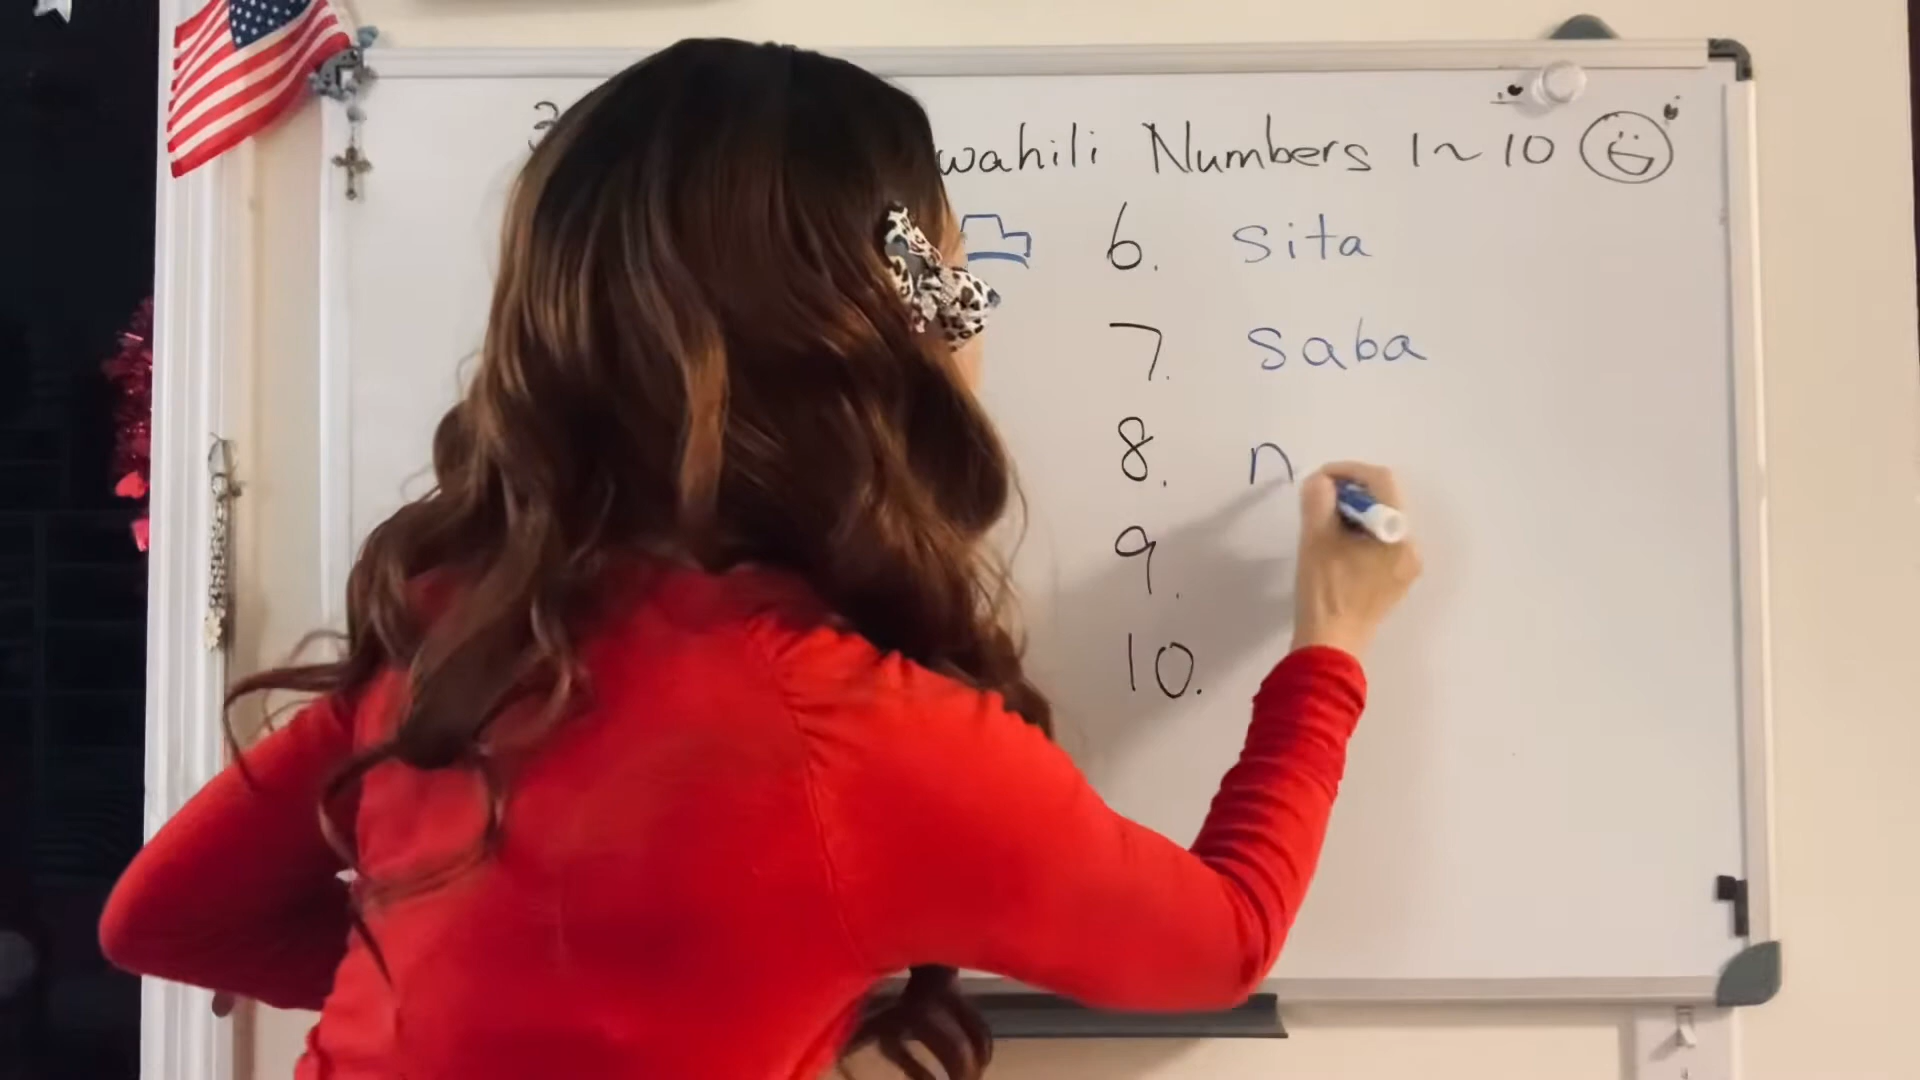 wahili Numbers 1~10
6. Sita
7. Saba
8. n
9.
10.